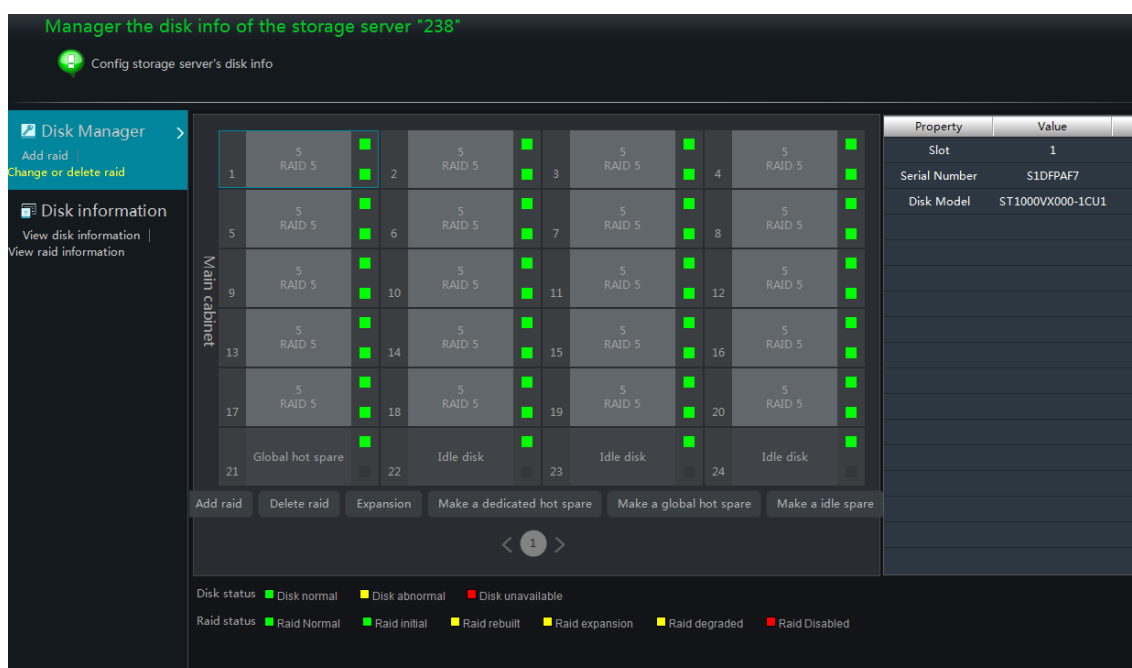 Manager the disk info of the storage server "238"
Config storage server's disk info
Disk Manager
Add raid
Change or delete raid
Disk information
View disk information
View raid information
Main cabinet
1 5 RAID 5 2 5 RAID 5 3 5 RAID 5 4 5 RAID 5
5 5 RAID 5 6 5 RAID 5 7 5 RAID 5 8 5 RAID 5
9 5 RAID 5 10 5 RAID 5 11 5 RAID 5 12 5 RAID 5
13 5 RAID 5 14 5 RAID 5 15 5 RAID 5 16 5 RAID 5
17 5 RAID 5 18 5 RAID 5 19 5 RAID 5 20 5 RAID 5
21 Global hot spare 22 Idle disk 23 Idle disk 24 Idle disk
Add raid Delete raid Expansion Make a dedicated hot spare Make a global hot spare Make a idle spare
< 1 >
Disk status Disk normal Disk abnormal Disk unavailable
Raid status Raid Normal Raid initial Raid rebuilt Raid expansion Raid degraded Raid Disabled
Property Value
Slot 1
Serial Number S1DFPAF7
Disk Model ST1000VX000-1CU1